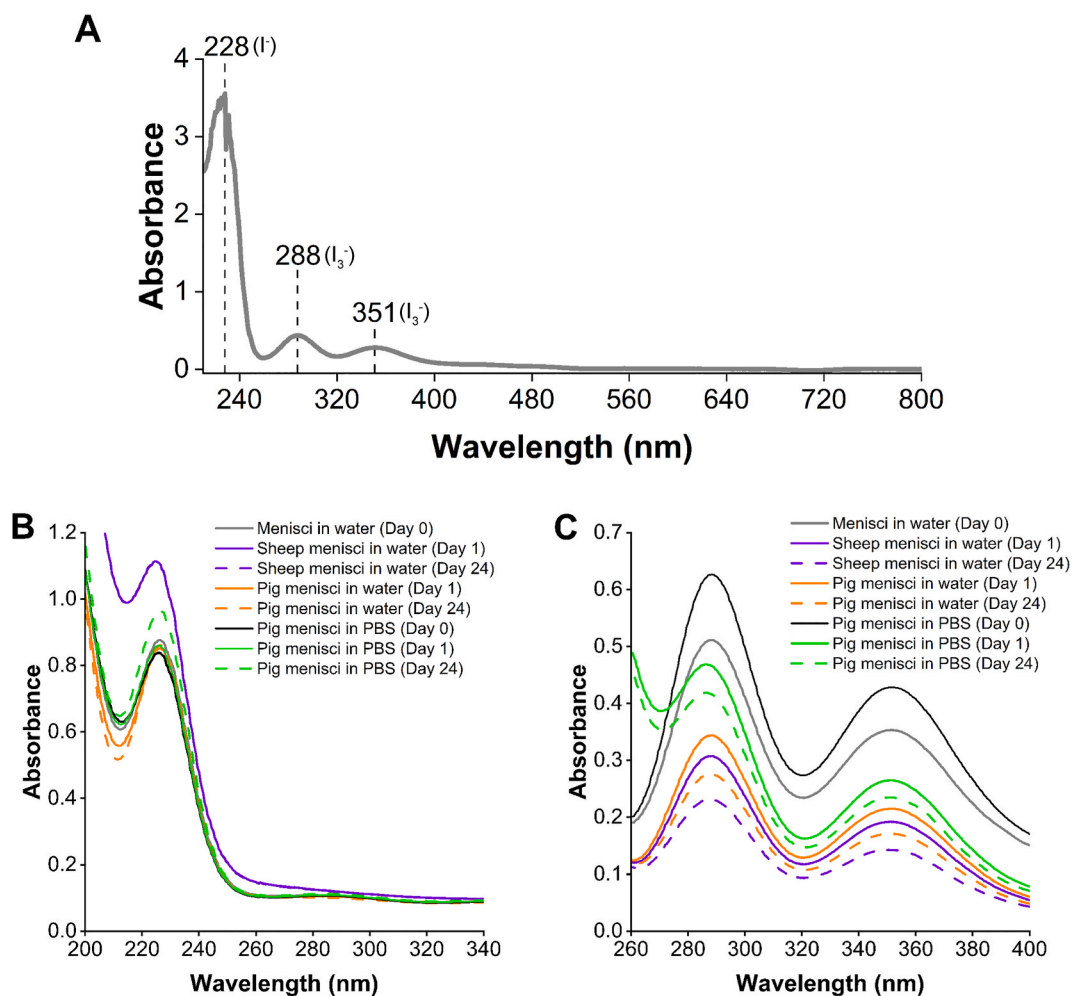 A
228 (I⁻)
288 (I₃⁻)
351 (I₃⁻)
4
3
2
1
0
Absorbance
240 320 400 480 560 640 720 800
Wavelength (nm)
B
Menisci in water (Day 0)
Sheep menisci in water (Day 1)
Sheep menisci in water (Day 24)
Pig menisci in water (Day 1)
Pig menisci in water (Day 24)
Pig menisci in PBS (Day 0)
Pig menisci in PBS (Day 1)
Pig menisci in PBS (Day 24)
1.2
1.0
0.8
0.6
0.4
0.2
0.0
Absorbance
200 220 240 260 280 300 320 340
Wavelength (nm)
C
Menisci in water (Day 0)
Sheep menisci in water (Day 1)
Sheep menisci in water (Day 24)
Pig menisci in water (Day 1)
Pig menisci in water (Day 24)
Pig menisci in PBS (Day 0)
Pig menisci in PBS (Day 1)
Pig menisci in PBS (Day 24)
0.7
0.6
0.5
0.4
0.3
0.2
0.1
0.0
Absorbance
260 280 300 320 340 360 380 400
Wavelength (nm)